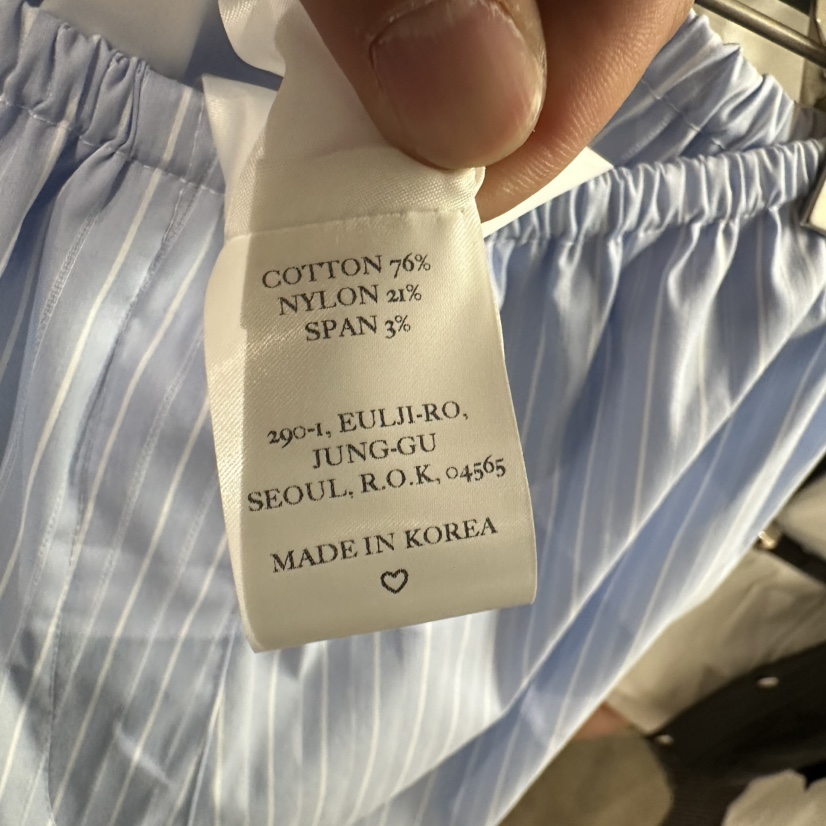 COTTON 76%
NYLON 21%
SPAN 3%
290-1, EULJI-RO,
JUNG-GU
SEOUL, R.O.K, 04565
MADE IN KOREA